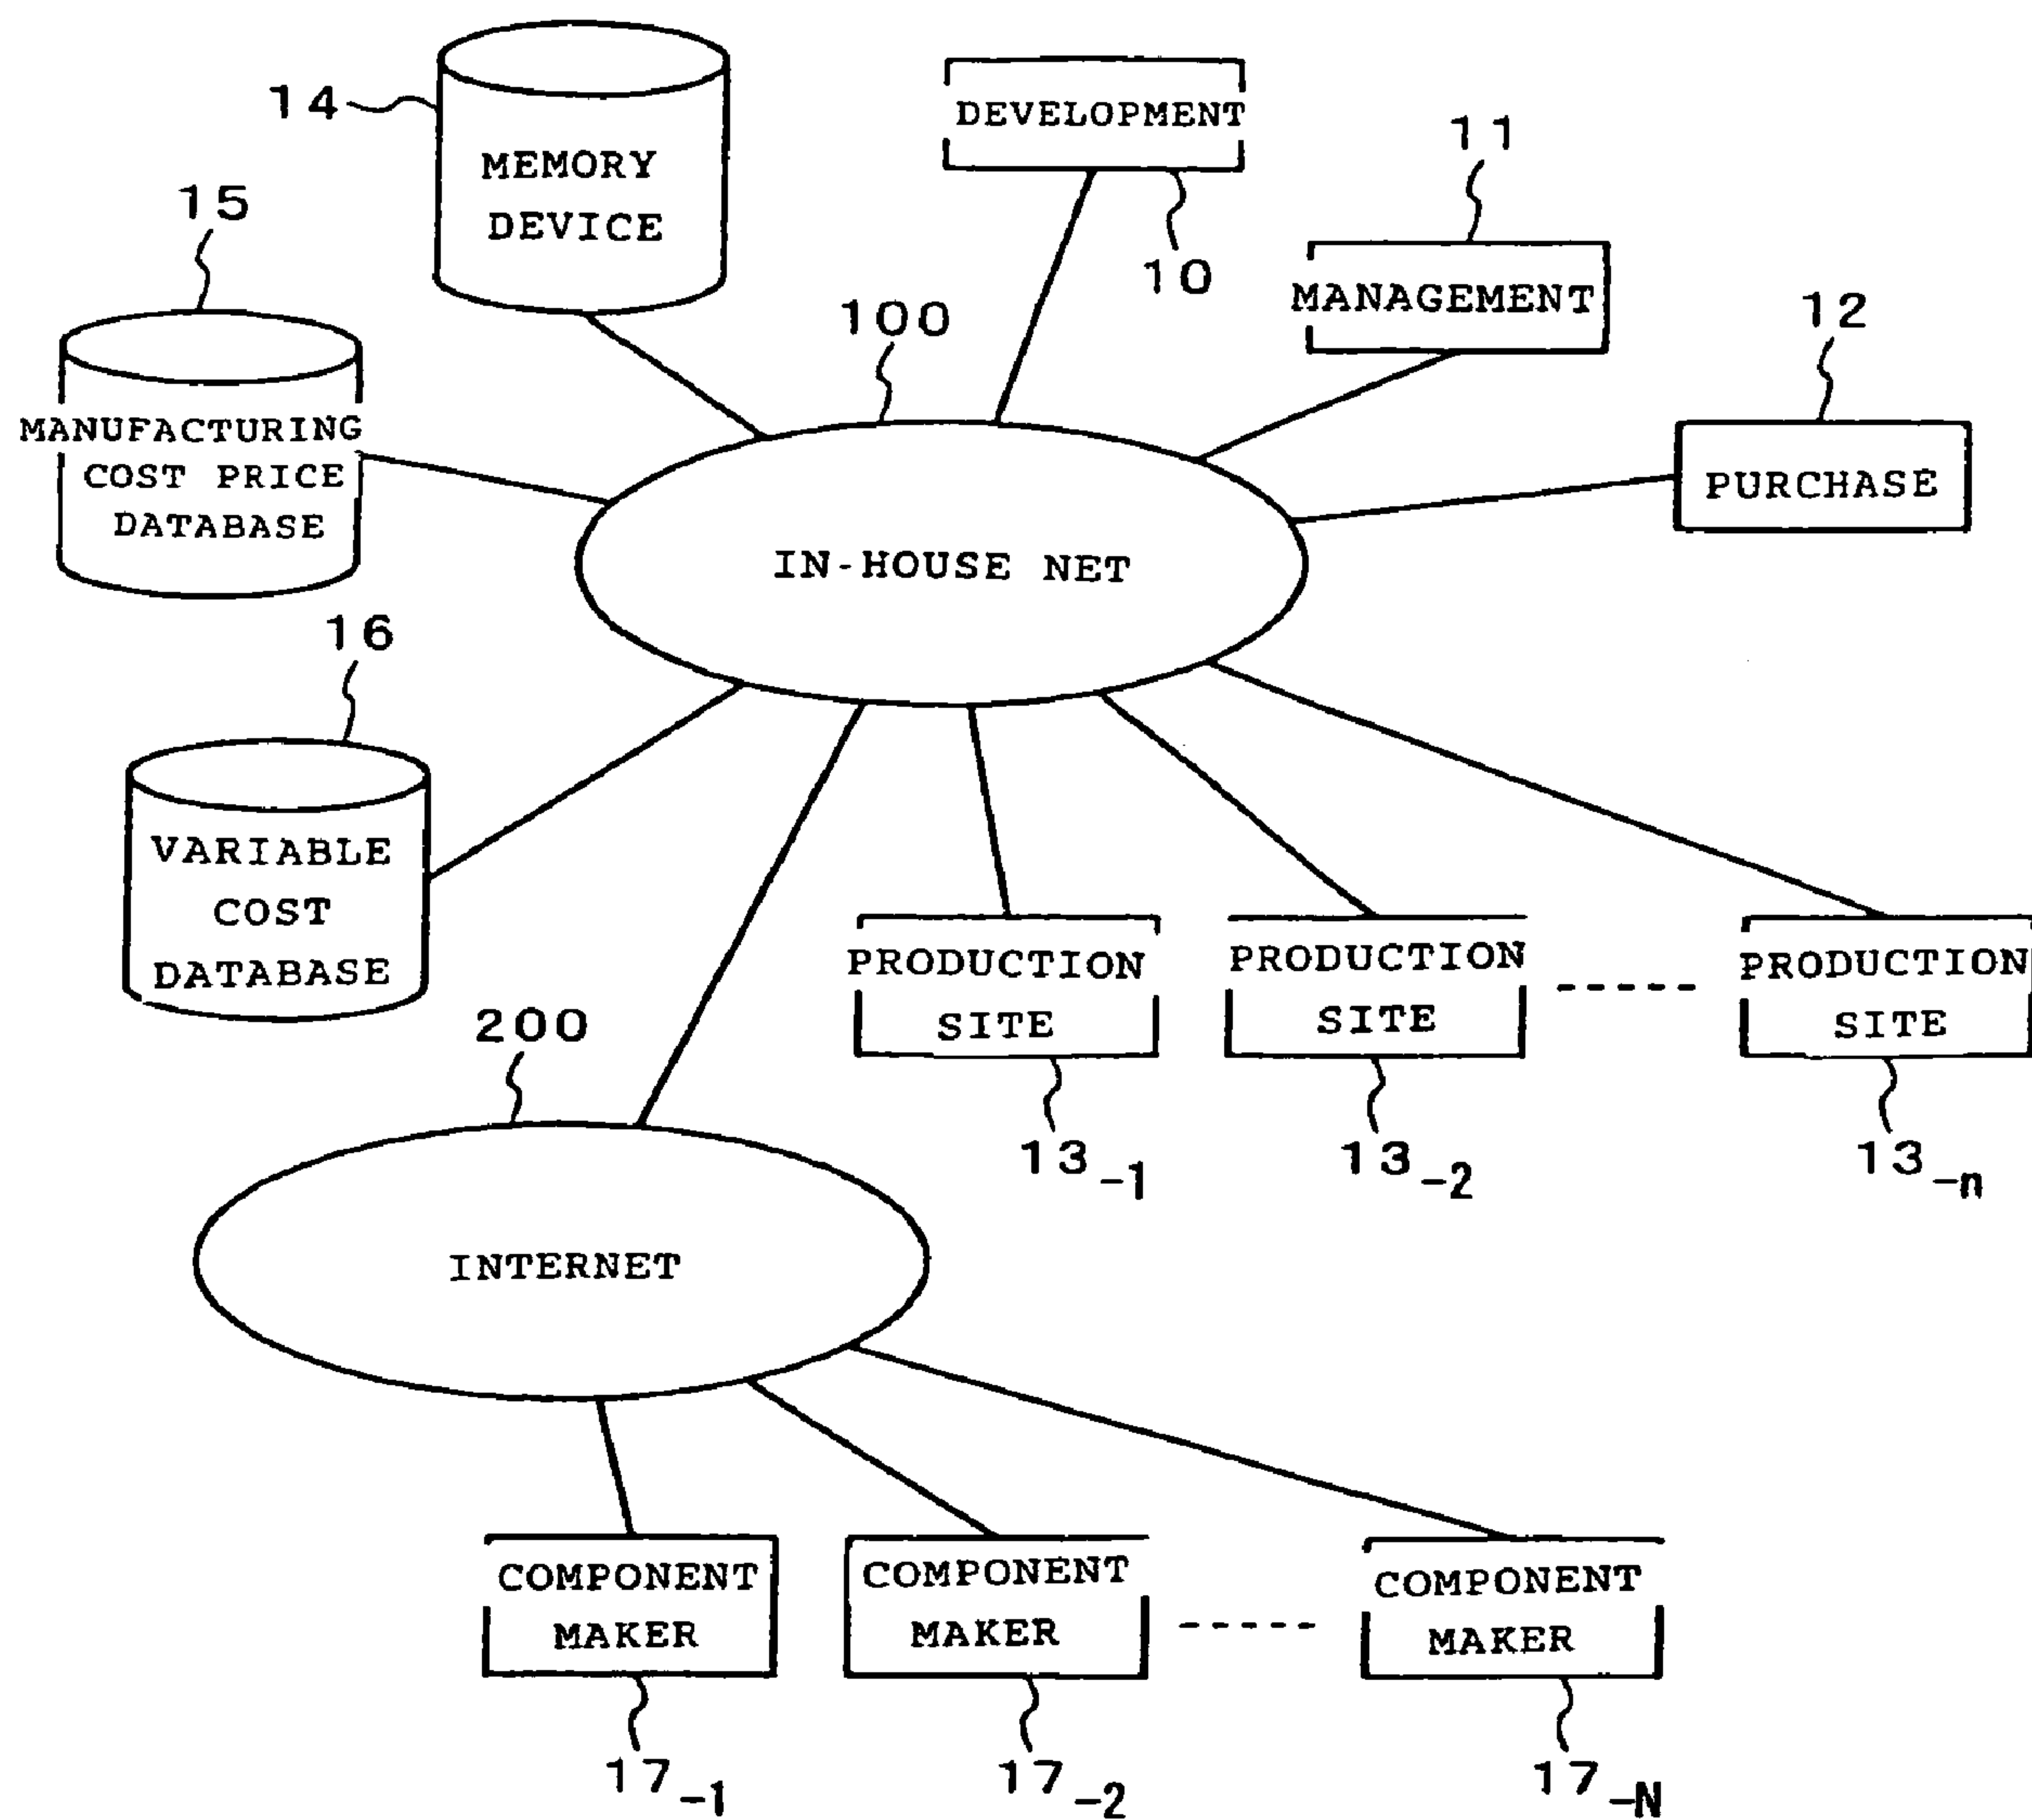 14
MEMORY
DEVICE
DEVELOPMENT
10
11
MANAGEMENT
15
MANUFACTURING
COST PRICE
DATABASE
100
IN-HOUSE NET
12
PURCHASE
16
VARIABLE
COST
DATABASE
PRODUCTION
SITE
13-1
PRODUCTION
SITE
13-2
-----
PRODUCTION
SITE
13-n
200
INTERNET
COMPONENT
MAKER
17-1
COMPONENT
MAKER
17-2
-----
COMPONENT
MAKER
17-N